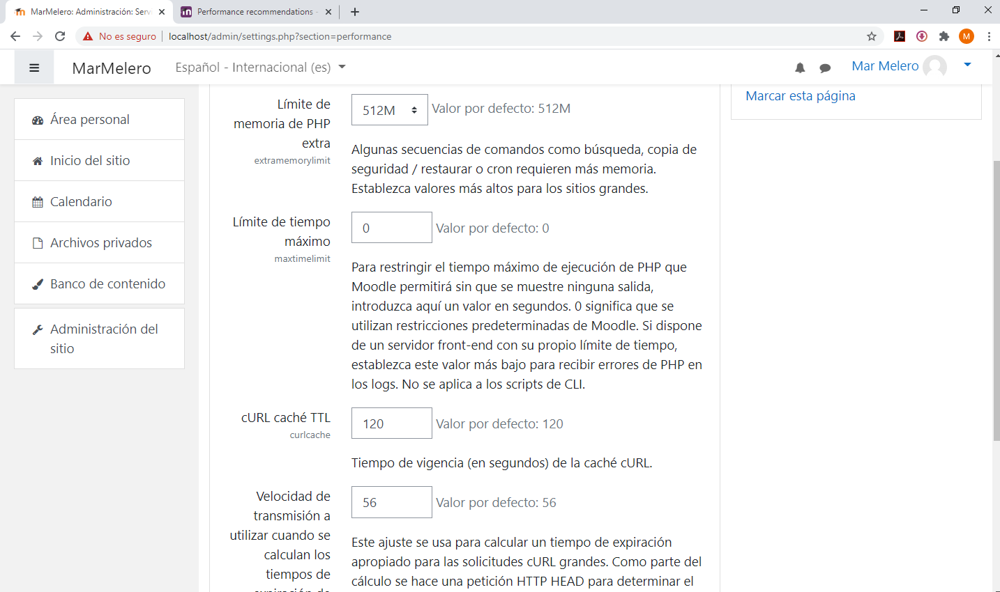 MarMelero: Administración: Serv
Performance recommendations -
No es seguro
localhost/admin/settings.php?section=performance
M
MarMelero
Español - Internacional (es)
Mar Melero
Área personal
Inicio del sitio
Calendario
Archivos privados
Banco de contenido
Administración del
sitio
Límite de
memoria de PHP
extra
extramemorylimit
512M
Valor por defecto: 512M
Algunas secuencias de comandos como búsqueda, copia de
seguridad / restaurar o cron requieren más memoria.
Establezca valores más altos para los sitios grandes.
Límite de tiempo
máximo
maxtimelimit
0
Valor por defecto: 0
Para restringir el tiempo máximo de ejecución de PHP que
Moodle permitirá sin que se muestre ninguna salida,
introduzca aquí un valor en segundos. 0 significa que se
utilizan restricciones predeterminadas de Moodle. Si dispone
de un servidor front-end con su propio límite de tiempo,
establezca este valor más bajo para recibir errores de PHP en
los logs. No se aplica a los scripts de CLI.
cURL caché TTL
curlcache
120
Valor por defecto: 120
Tiempo de vigencia (en segundos) de la caché cURL.
Velocidad de
transmisión a
utilizar cuando se
calculan los
tiempos de
expiración de
56
Valor por defecto: 56
Este ajuste se usa para calcular un tiempo de expiración
apropiado para las solicitudes cURL grandes. Como parte del
cálculo se hace una petición HTTP HEAD para determinar el
Marcar esta página